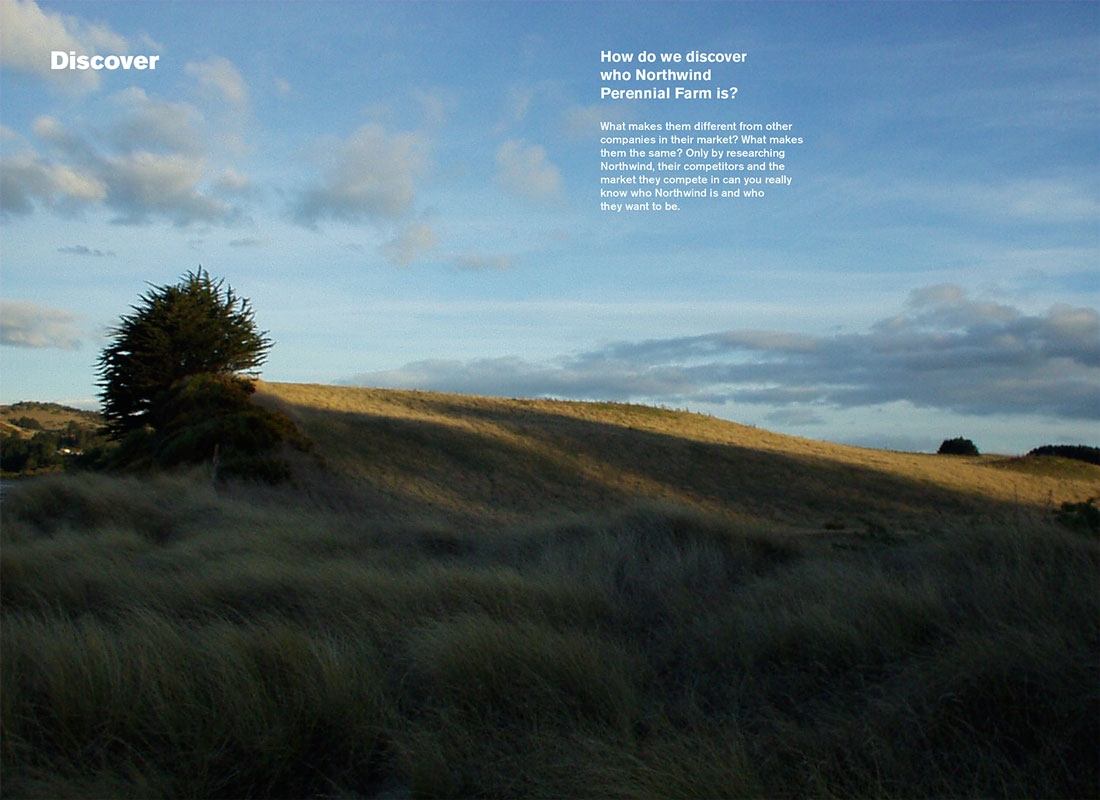 Discover
How do we discover
who Northwind
Perennial Farm is?
What makes them different from other
companies in their market? What makes
them the same? Only by researching
Northwind, their competitors and the
market they compete in can you really
know who Northwind is and who
they want to be.